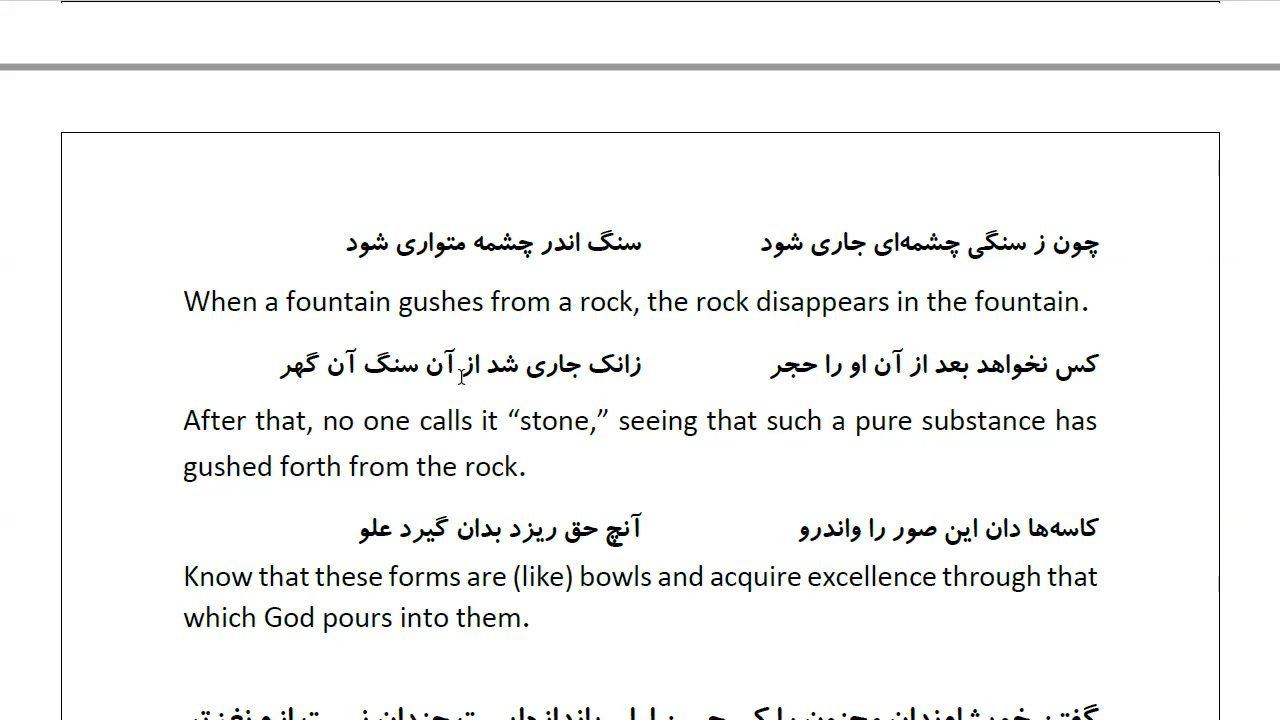 چون ز سنگی چشمه‌ای جاری شود سنگ اندر چشمه متواری شود
When a fountain gushes from a rock, the rock disappears in the fountain.
کس نخواهد بعد از آن او را حجر زانک جاری شد از آن سنگ آن گهر
After that, no one calls it “stone,” seeing that such a pure substance has
gushed forth from the rock.
کاسه‌ها دان این صور را واندرو آنچ حق ریزد بدان گیرد علو
Know that these forms are (like) bowls and acquire excellence through that
which God pours into them.